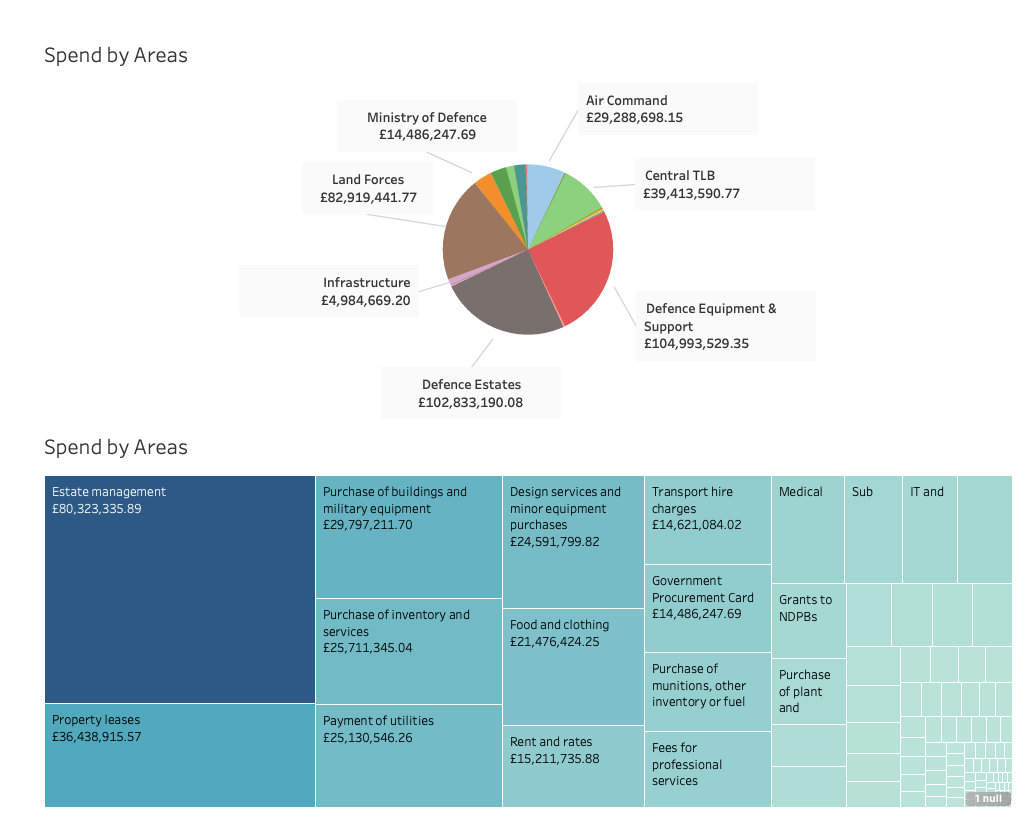 Spend by Areas
Air Command
£29,288,698.15
Ministry of Defence
£14,486,247.69
Central TLB
£39,413,590.77
Land Forces
£82,919,441.77
Infrastructure
£4,984,669.20
Defence Equipment &
Support
£104,993,529.35
Defence Estates
£102,833,190.08
Spend by Areas
Estate management
£80,323,335.89
Property leases
£36,438,915.57
Purchase of buildings and
military equipment
£29,797,211.70
Purchase of inventory and
services
£25,711,345.04
Payment of utilities
£25,130,546.26
Design services and
minor equipment
purchases
£24,591,799.82
Food and clothing
£21,476,424.25
Rent and rates
£15,211,735.88
Transport hire
charges
£14,621,084.02
Government
Procurement Card
£14,486,247.69
Purchase of
munitions, other
inventory or fuel
Fees for
professional
services
Medical
Grants to
NDPBs
Purchase
of plant
and
Sub
IT and
1 null